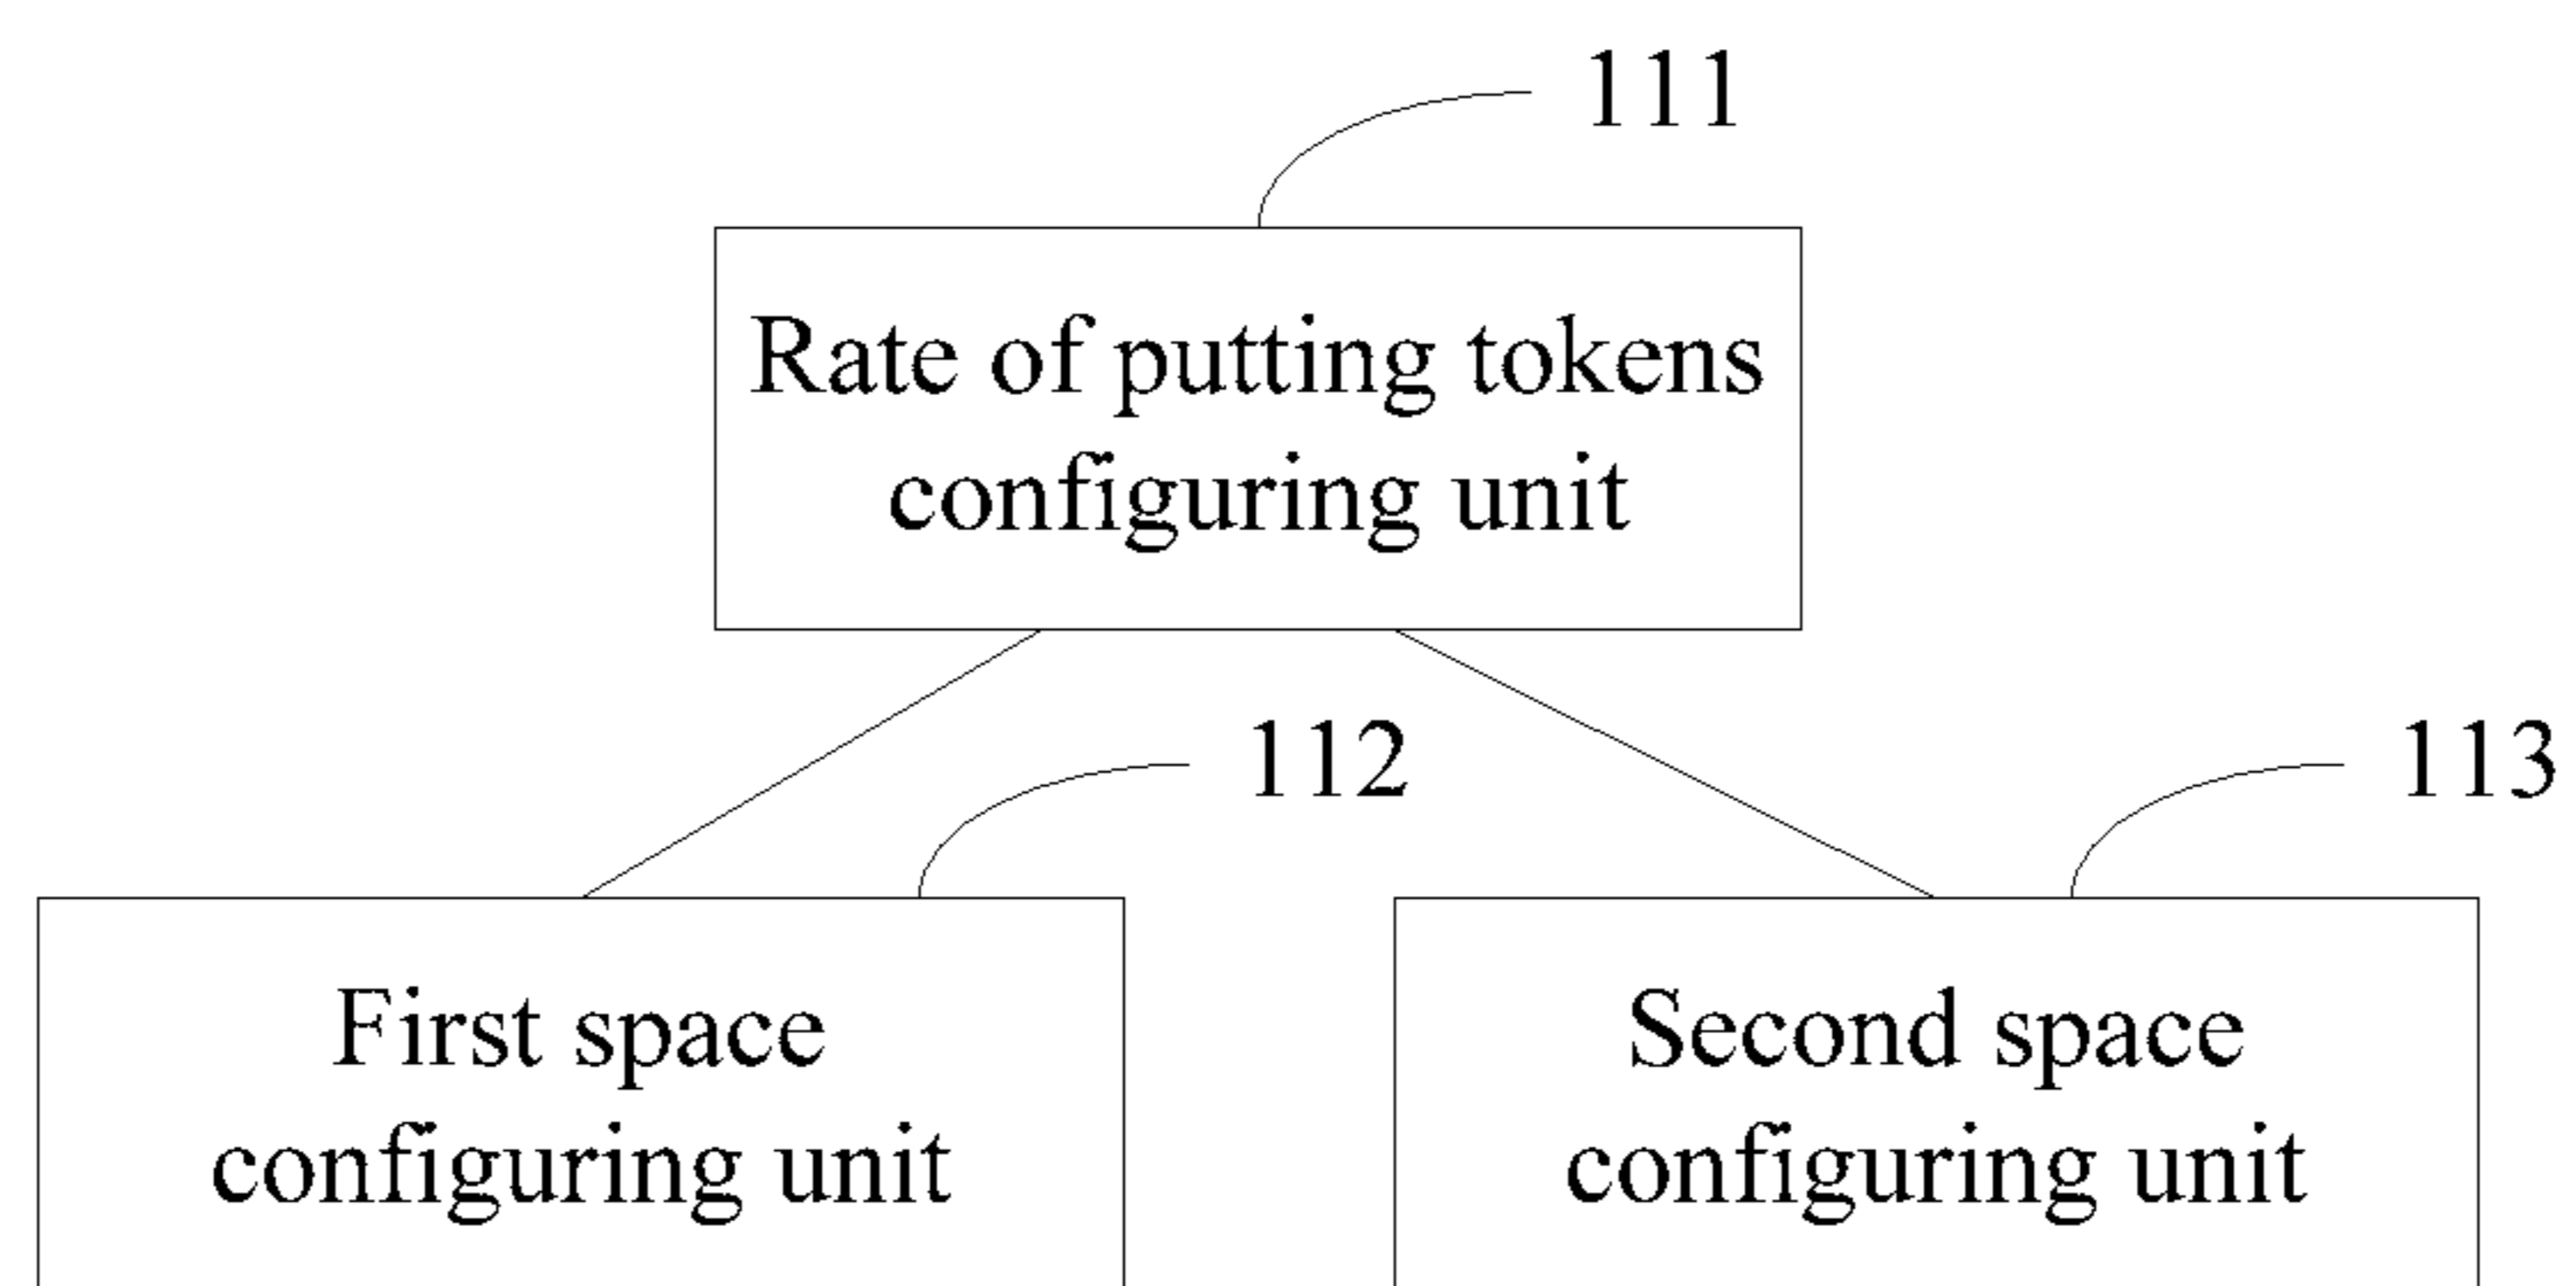 111
Rate of putting tokens
configuring unit
112
113
First space
configuring unit
Second space
configuring unit